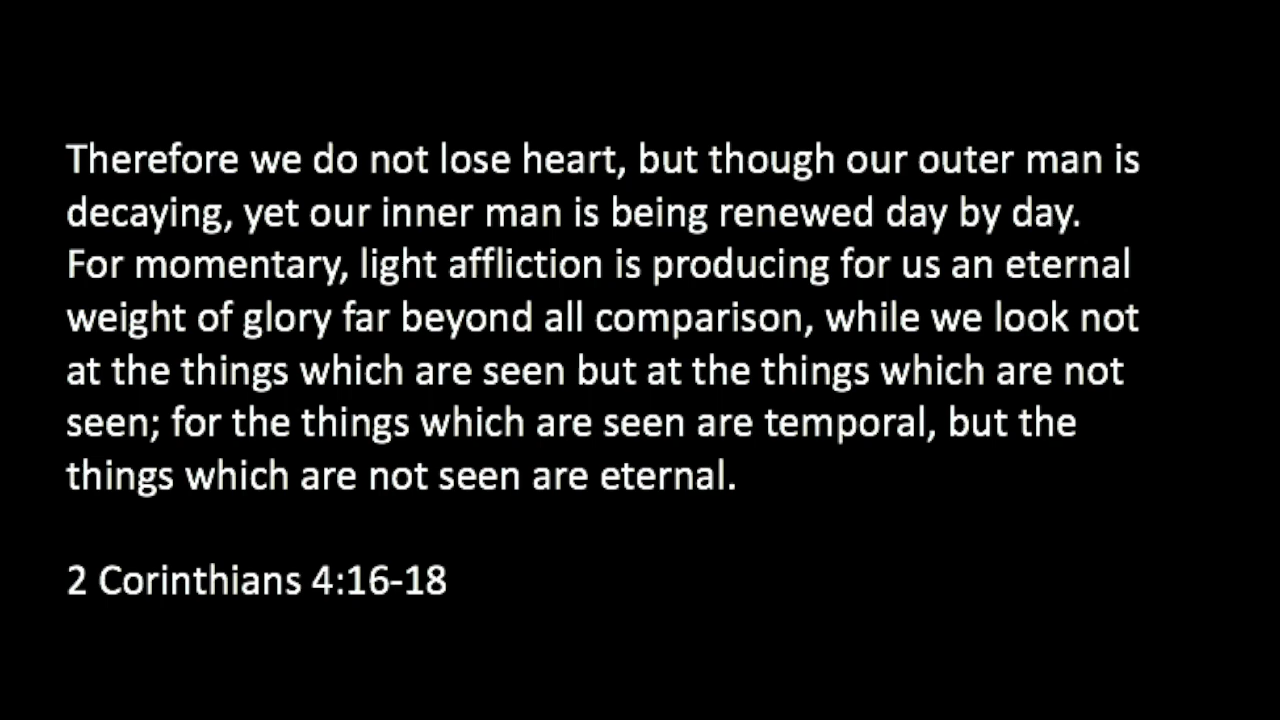 Therefore we do not lose heart, but though our outer man is
decaying, yet our inner man is being renewed day by day.
For momentary, light affliction is producing for us an eternal
weight of glory far beyond all comparison, while we look not
at the things which are seen but at the things which are not
seen; for the things which are seen are temporal, but the
things which are not seen are eternal.
2 Corinthians 4:16-18